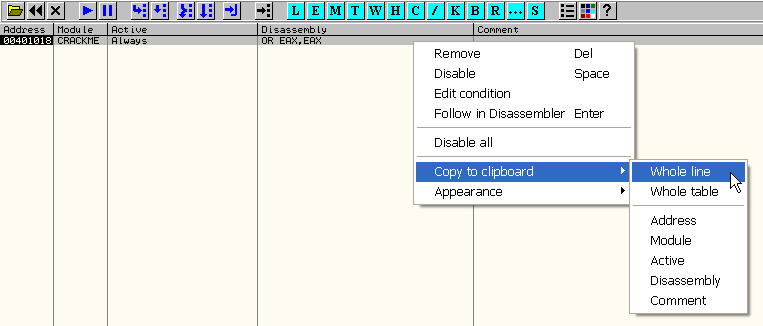 L E M T W H C / K B R ... S ?
Address Module Active Disassembly Comment
00401018 CRACKME Always OR EAX,EAX
Remove Del
Disable Space
Edit condition
Follow in Disassembler Enter
Disable all
Copy to clipboard
Appearance
Whole line
Whole table
Address
Module
Active
Disassembly
Comment